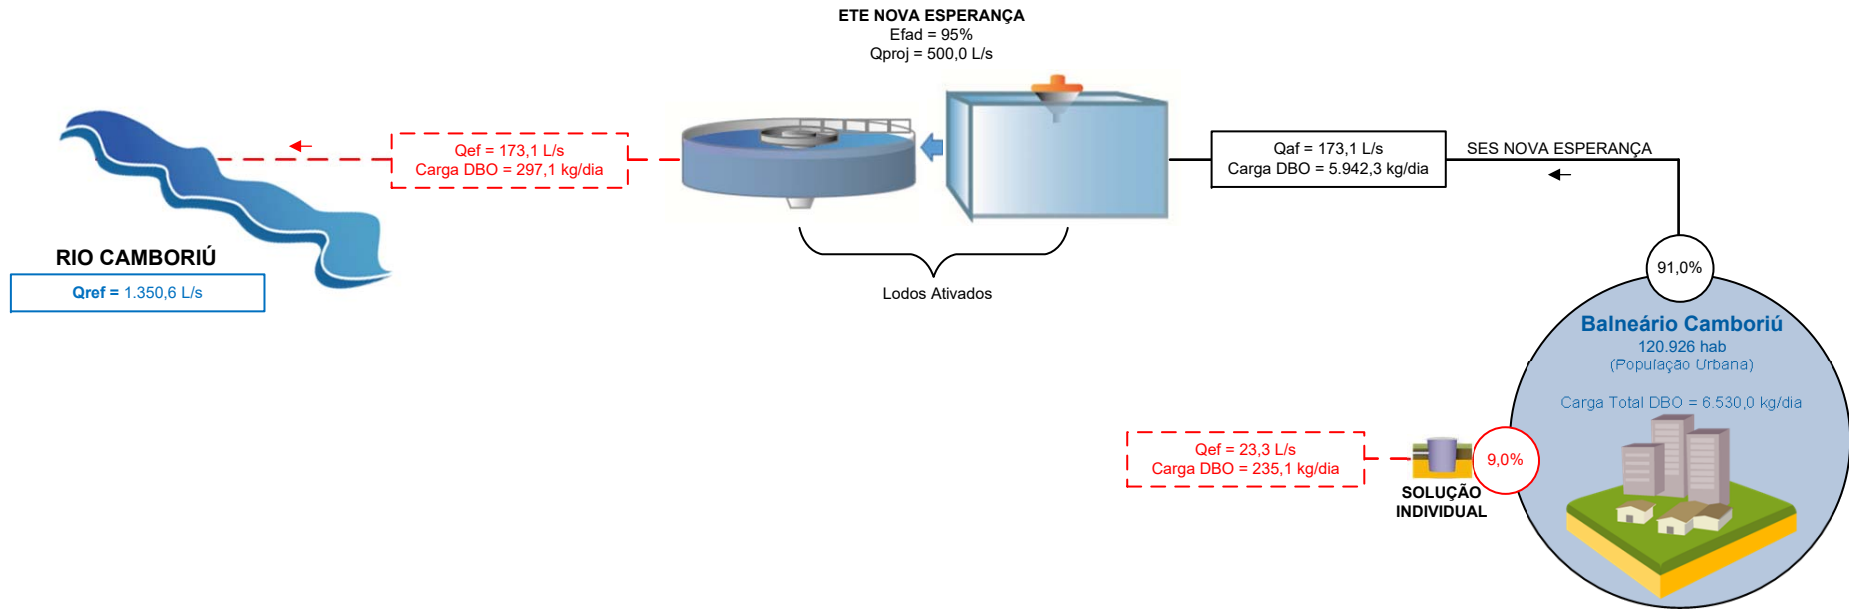 ETE NOVA ESPERANÇA
Efad = 95%
Qproj = 500,0 L/s
Qef = 173,1 L/s
Carga DBO = 297,1 kg/dia
Qaf = 173,1 L/s
Carga DBO = 5.942,3 kg/dia
SES NOVA ESPERANÇA
RIO CAMBORIÚ
Qref = 1.350,6 L/s
Lodos Ativados
91,0%
Balneário Camboriú
120.926 hab
(População Urbana)
Carga Total DBO = 6.530,0 kg/dia
Qef = 23,3 L/s
Carga DBO = 235,1 kg/dia
9,0%
SOLUÇÃO
INDIVIDUAL